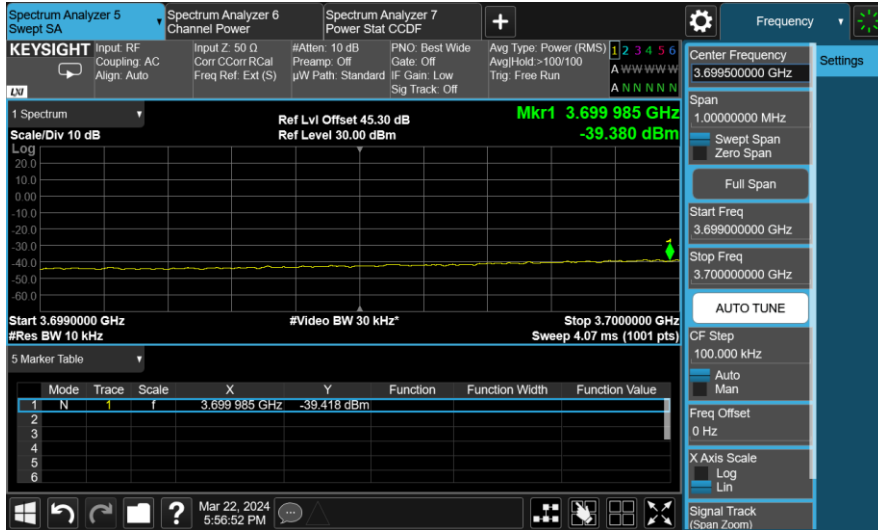 Spectrum Analyzer 5
Swept SA
Spectrum Analyzer 6
Channel Power
Spectrum Analyzer 7
Power Stat CCDF
Frequency
KEYSIGHT
LXI
Input: RF
Coupling: AC
Align: Auto
Input Z: 50 Ω
Corr CCorr RCal
Freq Ref: Ext (S)
#Atten: 10 dB
Preamp: Off
µW Path: Standard
PNO: Best Wide
Gate: Off
IF Gain: Low
Sig Track: Off
Avg Type: Power (RMS)
Avg|Hold:>100/100
Trig: Free Run
1 2 3 4 5 6
A W W W W W
A N N N N N
1 Spectrum
Scale/Div 10 dB
Ref Lvl Offset 45.30 dB
Ref Level 30.00 dBm
Mkr1 3.699 985 GHz
-39.380 dBm
Log
20.0
10.0
0.00
-10.0
-20.0
-30.0
-40.0
-50.0
-60.0
1
Start 3.6990000 GHz
#Res BW 10 kHz
#Video BW 30 kHz*
Stop 3.7000000 GHz
Sweep 4.07 ms (1001 pts)
5 Marker Table
Mode Trace Scale X Y Function Function Width Function Value
1 N 1 f 3.699 985 GHz -39.418 dBm
2
3
4
5
6
Mar 22, 2024
5:56:52 PM
?
Center Frequency
3.699500000 GHz
Span
1.00000000 MHz
Swept Span
Zero Span
Full Span
Start Freq
3.699000000 GHz
Stop Freq
3.700000000 GHz
AUTO TUNE
CF Step
100.000 kHz
Auto
Man
Freq Offset
0 Hz
X Axis Scale
Log
Lin
Signal Track
(Span Zoom)
Settings